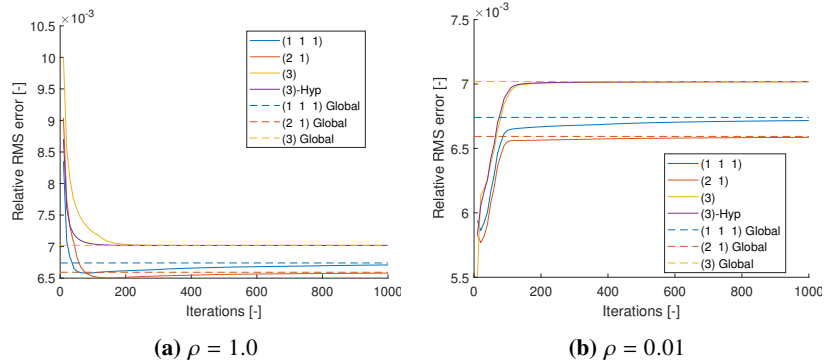 ×10⁻³
10.5
10
9.5
9
8.5
8
7.5
7
6.5
0 200 400 600 800 1000
Relative RMS error [-]
Iterations [-]
(1 1 1)
(2 1)
(3)
(3)-Hyp
(1 1 1) Global
(2 1) Global
(3) Global
(a) ρ = 1.0
×10⁻³
7.5
7
6.5
6
5.5
0 200 400 600 800 1000
Relative RMS error [-]
Iterations [-]
(1 1 1)
(2 1)
(3)
(3)-Hyp
(1 1 1) Global
(2 1) Global
(3) Global
(b) ρ = 0.01